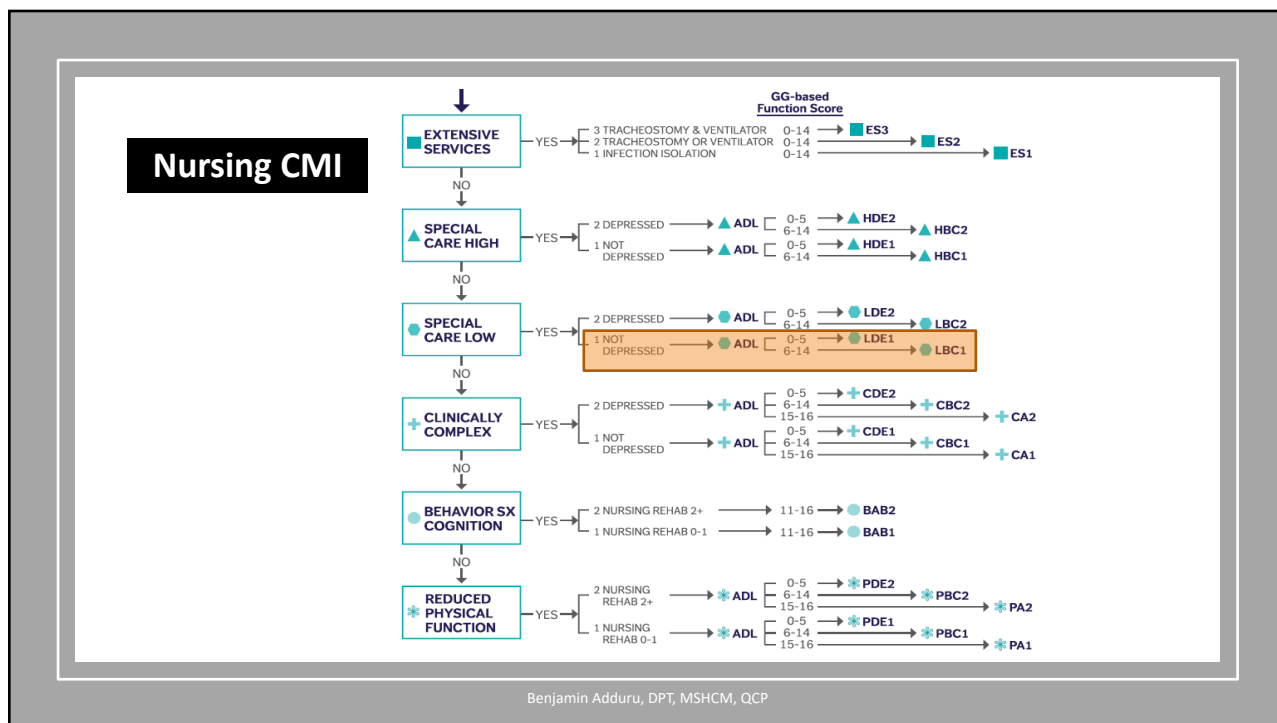 Nursing CMI
GG-based
Function Score
EXTENSIVE
SERVICES
YES
3 TRACHEOSTOMY & VENTILATOR 0-14 ES3
2 TRACHEOSTOMY OR VENTILATOR 0-14 ES2
1 INFECTION ISOLATION 0-14 ES1
NO
SPECIAL
CARE HIGH
YES
2 DEPRESSED ADL 0-5 HDE2
6-14 HBC2
1 NOT
DEPRESSED ADL 0-5 HDE1
6-14 HBC1
NO
SPECIAL
CARE LOW
YES
2 DEPRESSED ADL 0-5 LDE2
6-14 LBC2
1 NOT
DEPRESSED ADL 0-5 LDE1
6-14 LBC1
NO
CLINICALLY
COMPLEX
YES
2 DEPRESSED ADL 0-5 CDE2
6-14 CBC2
15-16 CA2
1 NOT
DEPRESSED ADL 0-5 CDE1
6-14 CBC1
15-16 CA1
NO
BEHAVIOR SX
COGNITION
YES
2 NURSING REHAB 2+ 11-16 BAB2
1 NURSING REHAB 0-1 11-16 BAB1
NO
REDUCED
PHYSICAL
FUNCTION
YES
2 NURSING
REHAB 2+ ADL 0-5 PDE2
6-14 PBC2
15-16 PA2
1 NURSING
REHAB 0-1 ADL 0-5 PDE1
6-14 PBC1
15-16 PA1
Benjamin Adduru, DPT, MSHCM, QCP